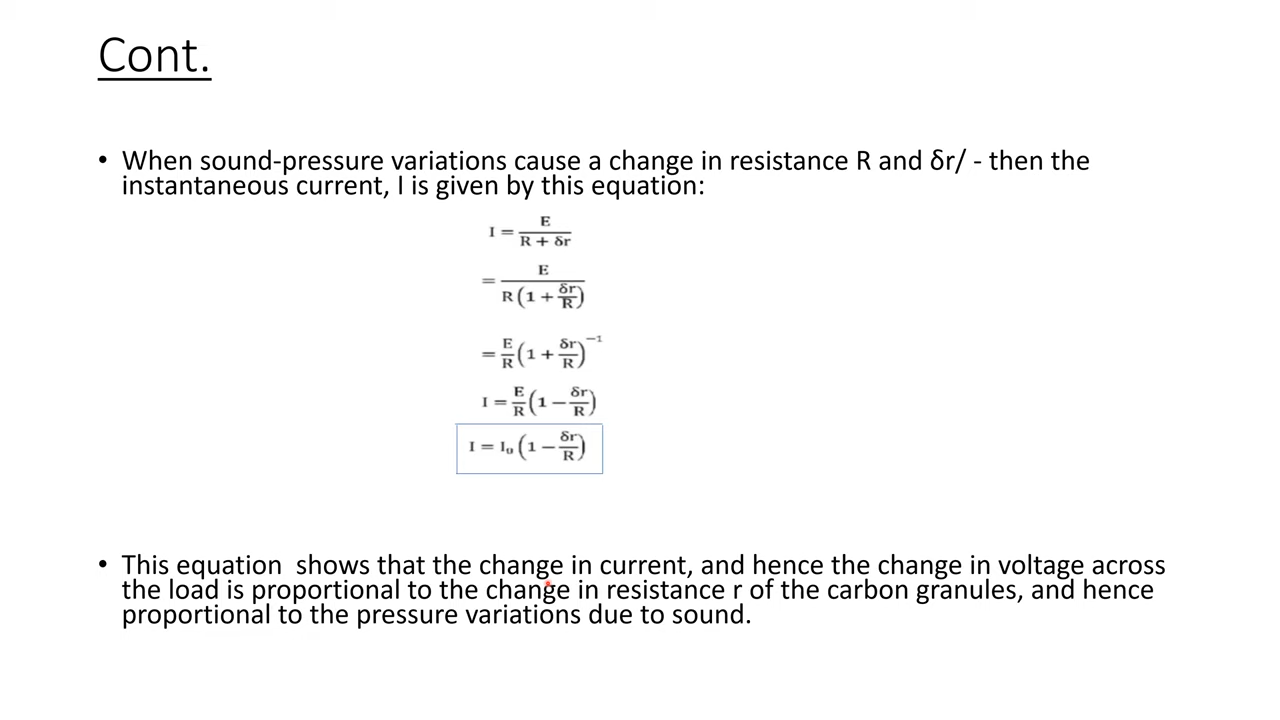 Cont.
• When sound-pressure variations cause a change in resistance R and δr/ - then the
instantaneous current, I is given by this equation:
I = E / (R + δr)
= E / (R(1 + δr/R))
= E/R (1 + δr/R)⁻¹
I = E/R (1 − δr/R)
I = I₀ (1 − δr/R)
• This equation  shows that the change in current, and hence the change in voltage across
the load is proportional to the change in resistance r of the carbon granules, and hence
proportional to the pressure variations due to sound.